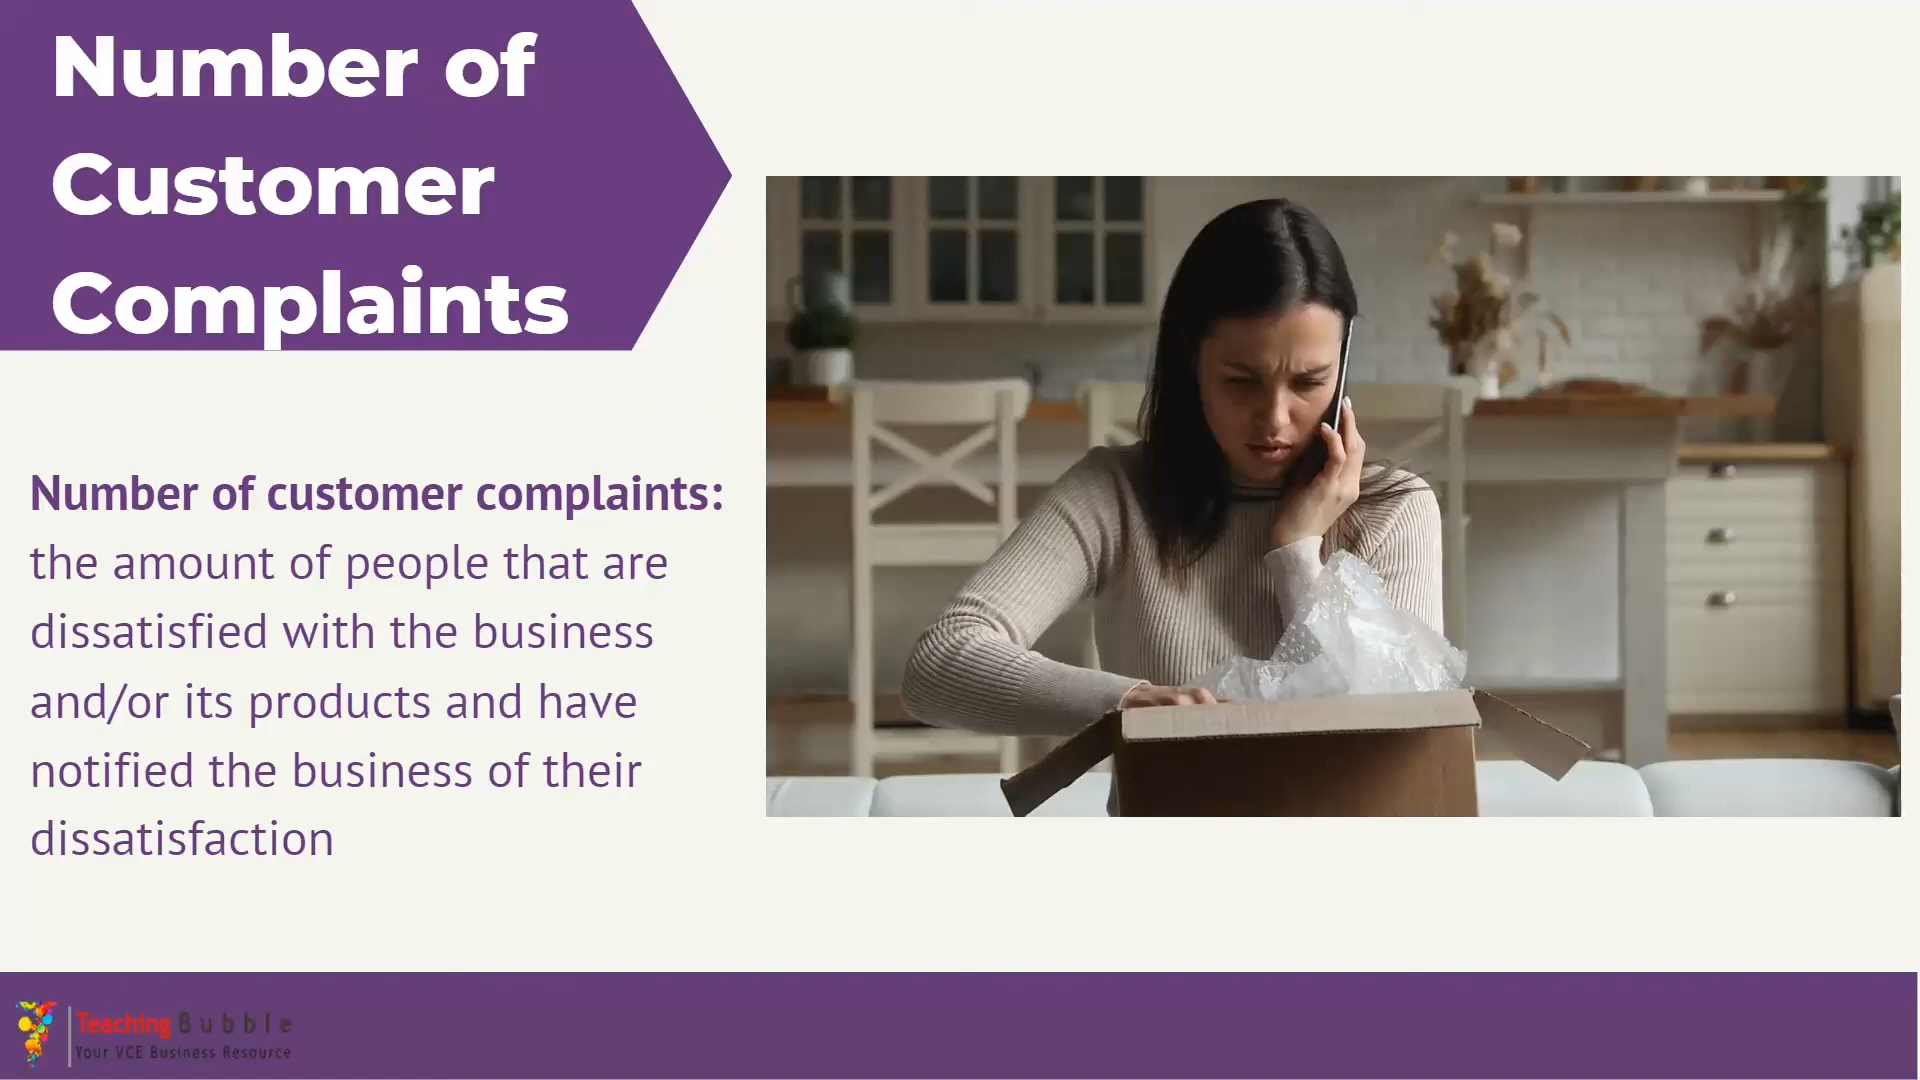 Number of
Customer
Complaints
Number of customer complaints:
the amount of people that are
dissatisfied with the business
and/or its products and have
notified the business of their
dissatisfaction
Teaching Bubble
Your VCE Business Resource